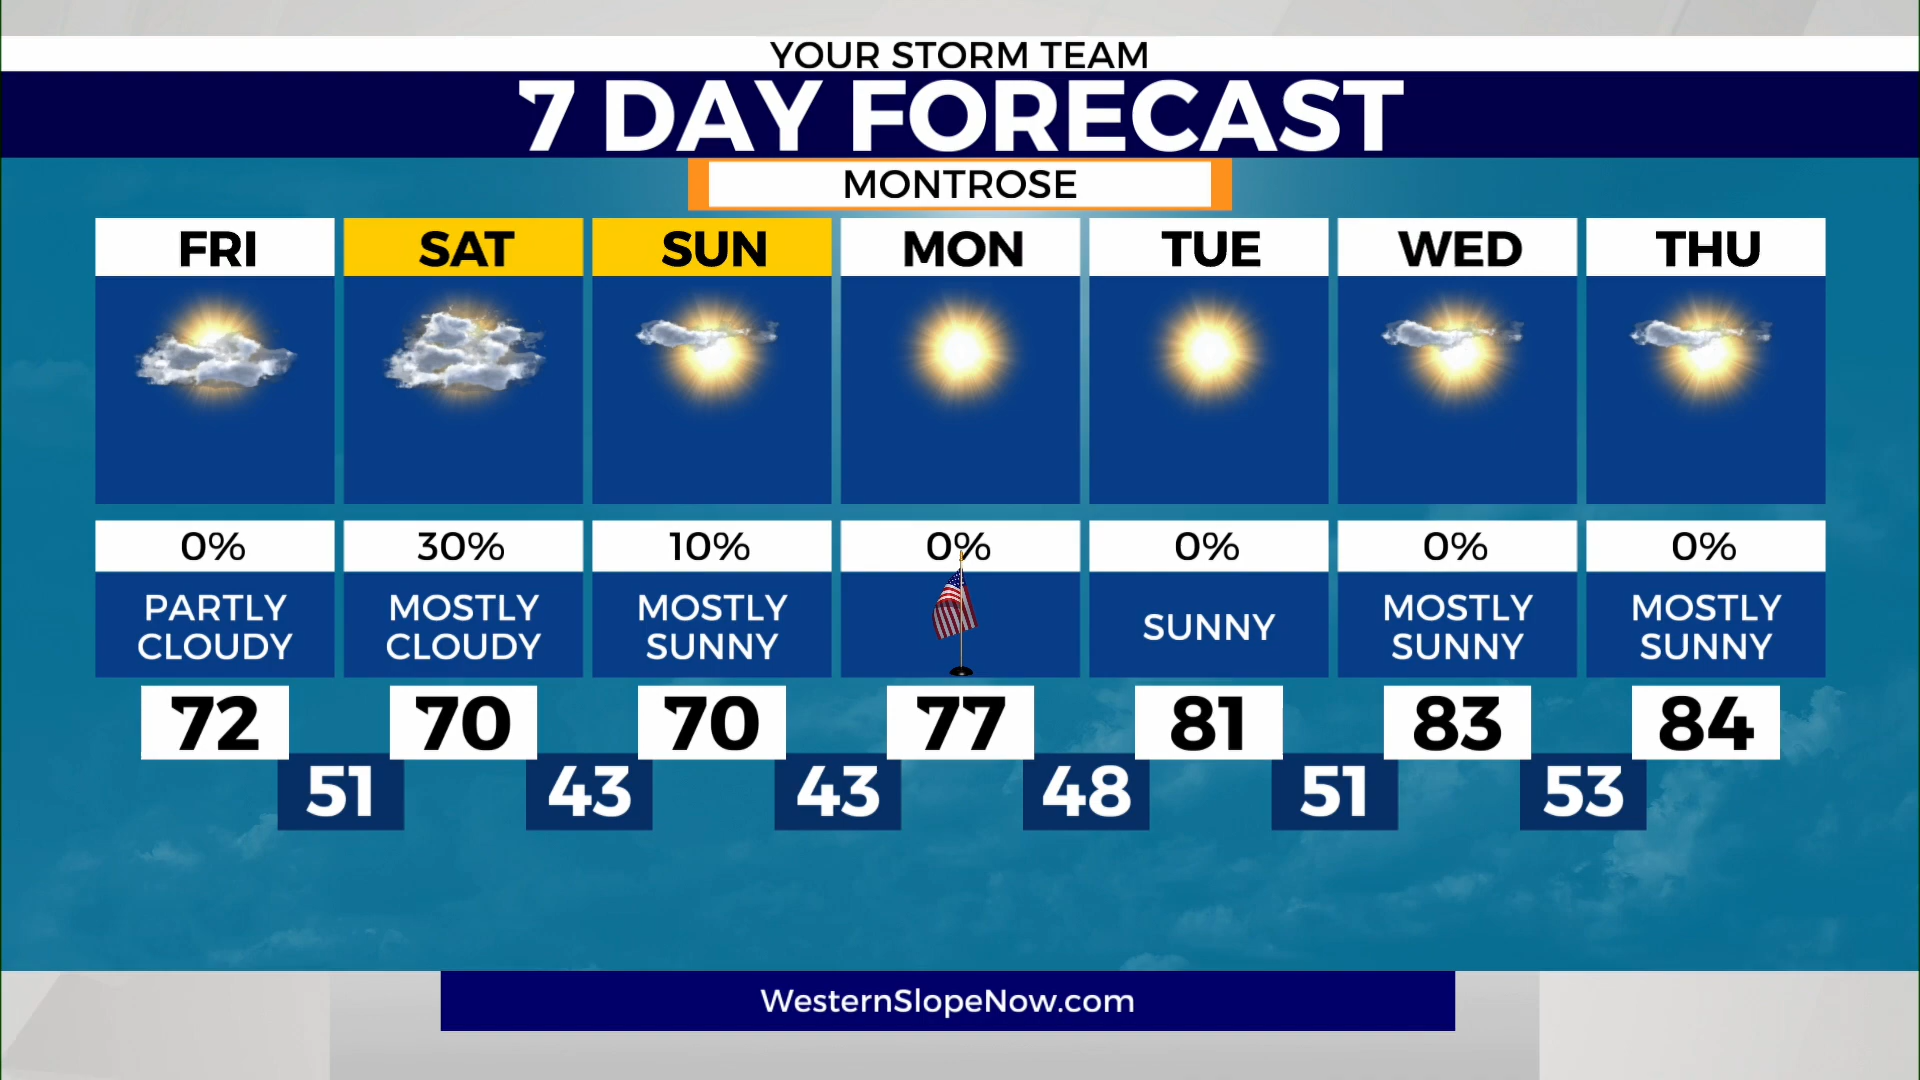 YOUR STORM TEAM
7 DAY FORECAST
MONTROSE
FRI SAT SUN MON TUE WED THU
0% 30% 10% 0% 0% 0% 0%
PARTLY MOSTLY MOSTLY SUNNY MOSTLY MOSTLY
CLOUDY CLOUDY SUNNY SUNNY SUNNY
72 70 70 77 81 83 84
51 43 43 48 51 53
WesternSlopeNow.com